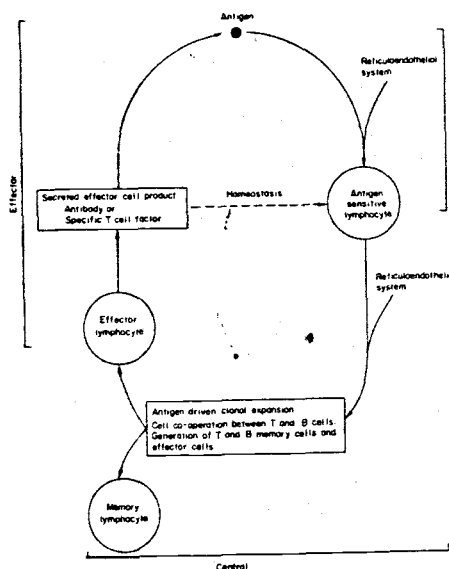 Antigen
Reticuloendothelial
system
Effector
Secreted effector cell product
Antibody or
Specific T cell factor
Homeostasis
Antigen
sensitive
lymphocyte
Reticuloendothelial
system
Effector
lymphocyte
Antigen driven clonal expansion
Cell co-operation between T and B cells.
Generation of T and B memory cells and
effector cells
Memory
lymphocyte
Central